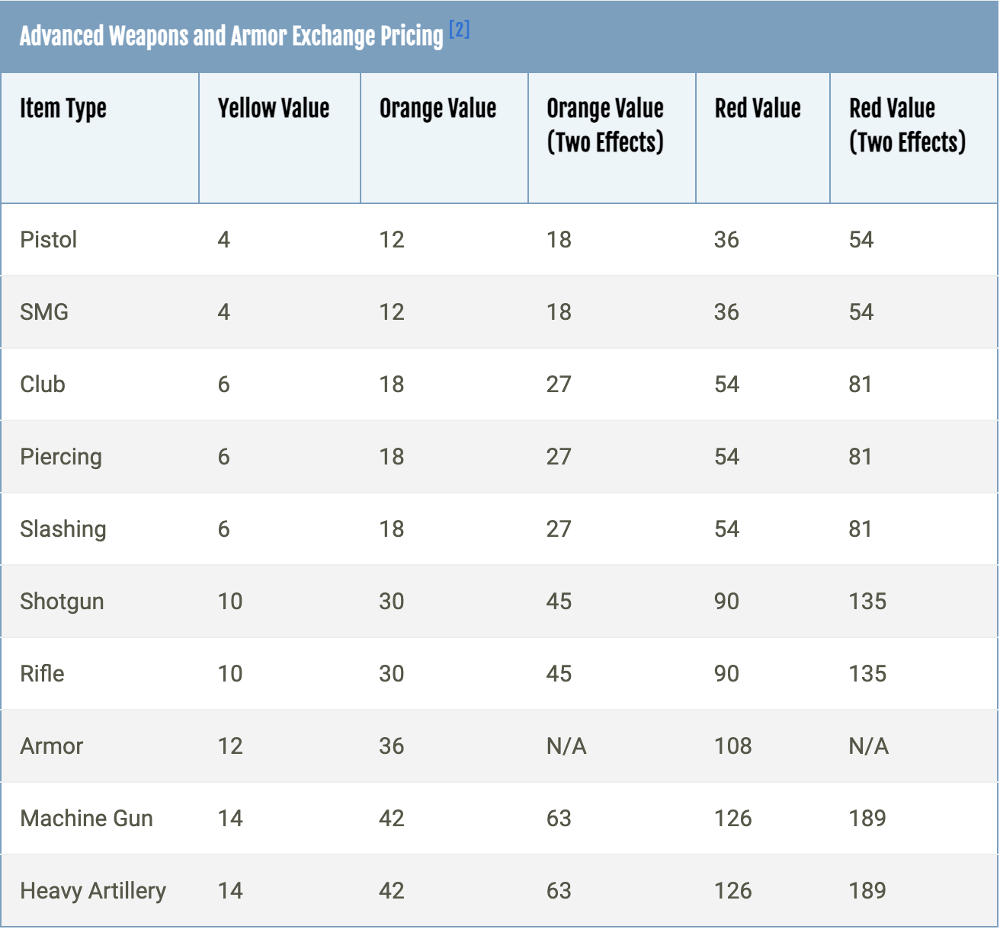 Advanced Weapons and Armor Exchange Pricing [2]
Item Type Yellow Value Orange Value Orange Value (Two Effects) Red Value Red Value (Two Effects)
Pistol 4 12 18 36 54
SMG 4 12 18 36 54
Club 6 18 27 54 81
Piercing 6 18 27 54 81
Slashing 6 18 27 54 81
Shotgun 10 30 45 90 135
Rifle 10 30 45 90 135
Armor 12 36 N/A 108 N/A
Machine Gun 14 42 63 126 189
Heavy Artillery 14 42 63 126 189